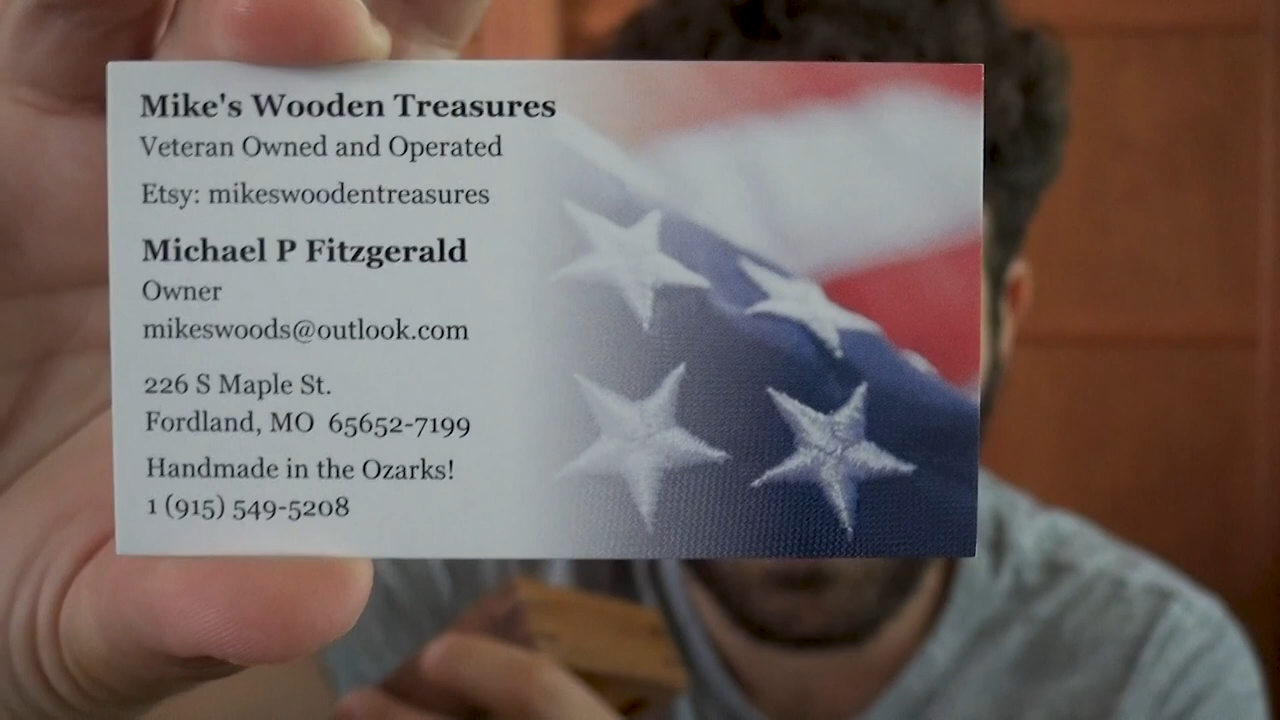 Mike's Wooden Treasures
Veteran Owned and Operated
Etsy: mikeswoodentreasures
Michael P Fitzgerald
Owner
mikeswoods@outlook.com
226 S Maple St.
Fordland, MO 65652-7199
Handmade in the Ozarks!
1 (915) 549-5208